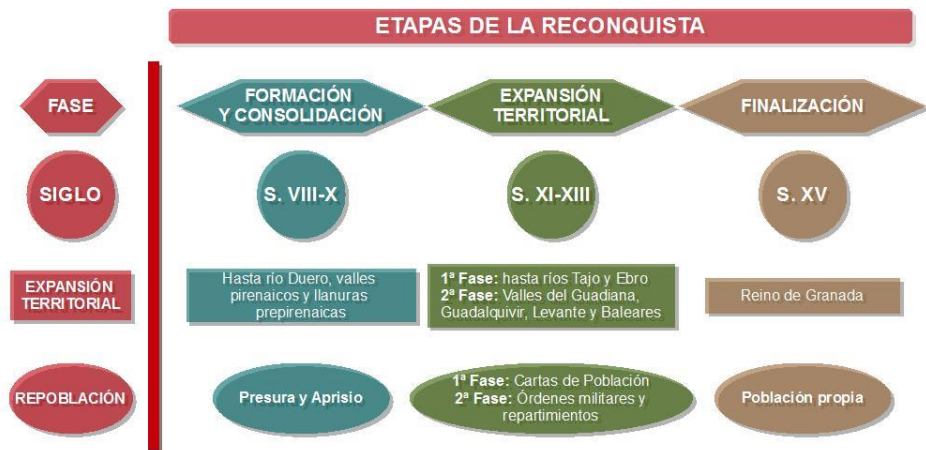 ETAPAS DE LA RECONQUISTA
FASE
FORMACIÓN
Y CONSOLIDACIÓN
EXPANSIÓN
TERRITORIAL
FINALIZACIÓN
SIGLO
S. VIII-X
S. XI-XIII
S. XV
EXPANSIÓN
TERRITORIAL
Hasta río Duero, valles
pirenaicos y llanuras
prepirenaicas
1ª Fase: hasta ríos Tajo y Ebro
2ª Fase: Valles del Guadiana,
Guadalquivir, Levante y Baleares
Reino de Granada
REPOBLACIÓN
Presura y Aprisio
1ª Fase: Cartas de Población
2ª Fase: Órdenes militares y
repartimientos
Población propia